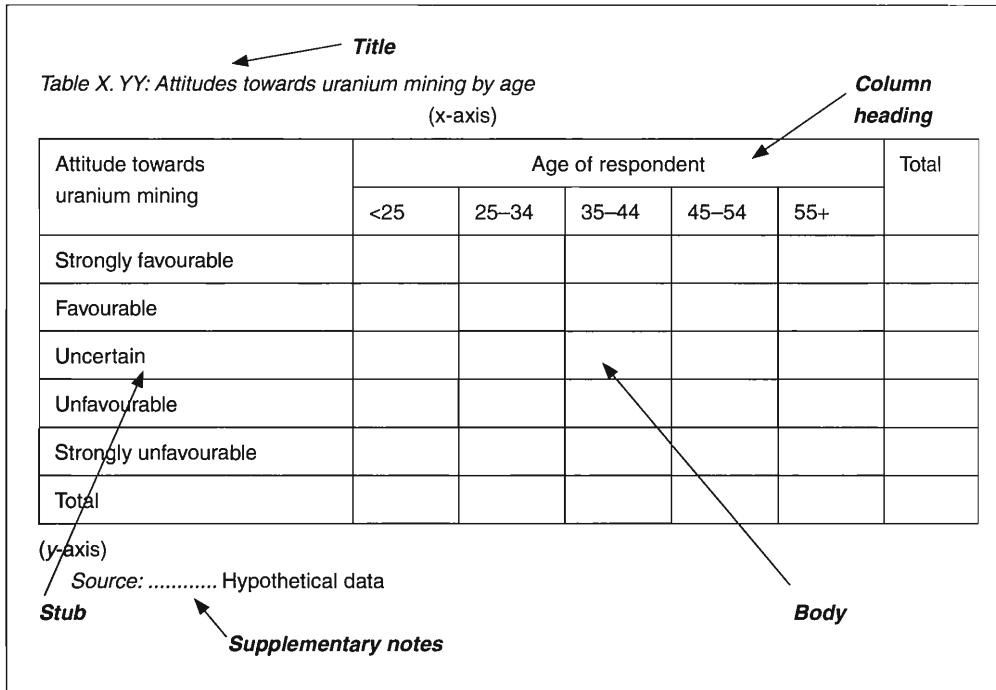 Title
Table X. YY: Attitudes towards uranium mining by age
(x-axis)
Column
heading
Attitude towards
uranium mining
Age of respondent
Total
<25 25–34 35–44 45–54 55+
Strongly favourable
Favourable
Uncertain
Unfavourable
Strongly unfavourable
Total
(y-axis)
Source: ............ Hypothetical data
Stub
Body
Supplementary notes